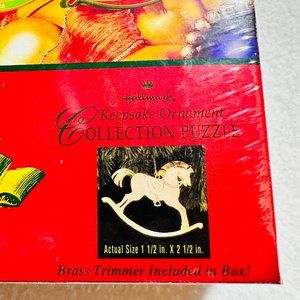 Hallmark
Keepsake Ornament
COLLECTION PUZZLE
Actual Size 1 1/2 in. X 2 1/2 in.
Brass Trimmer Included in Box!